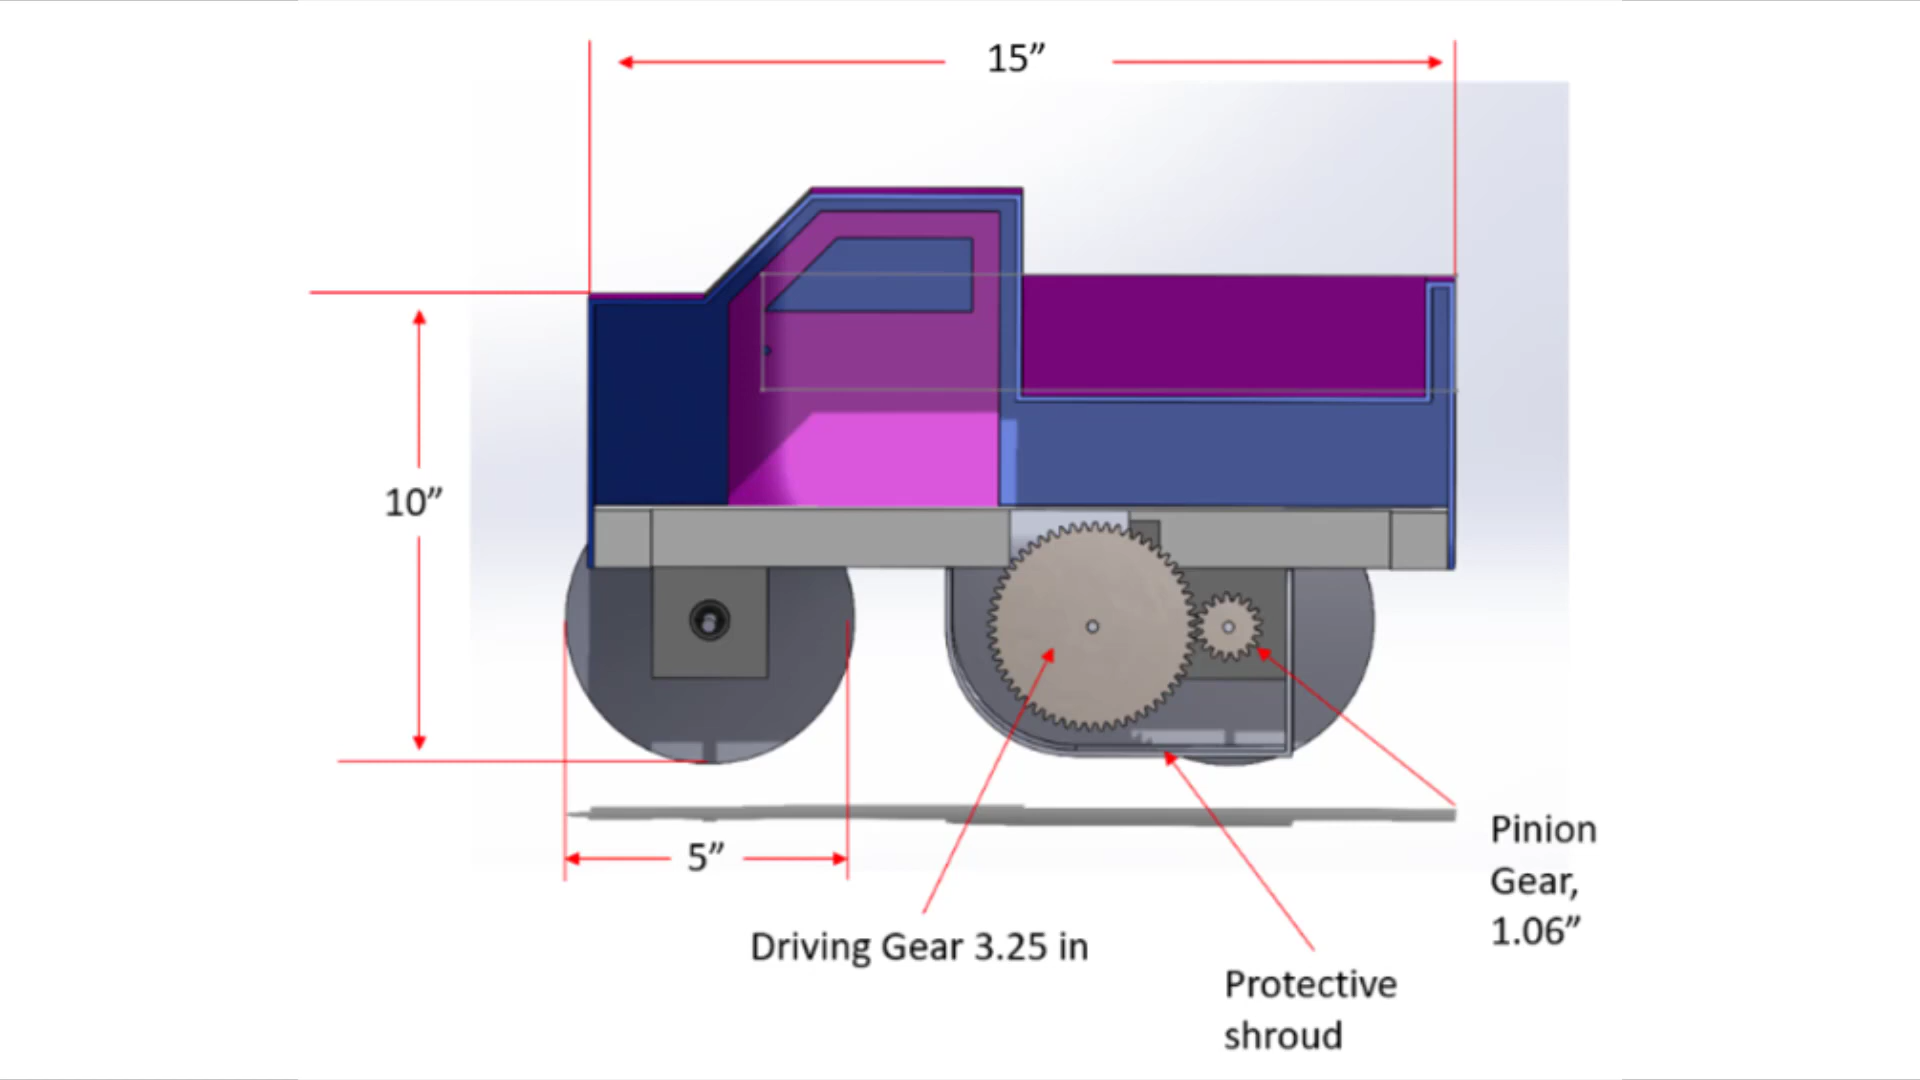 15”
10”
5”
Driving Gear 3.25 in
Pinion
Gear,
1.06”
Protective
shroud